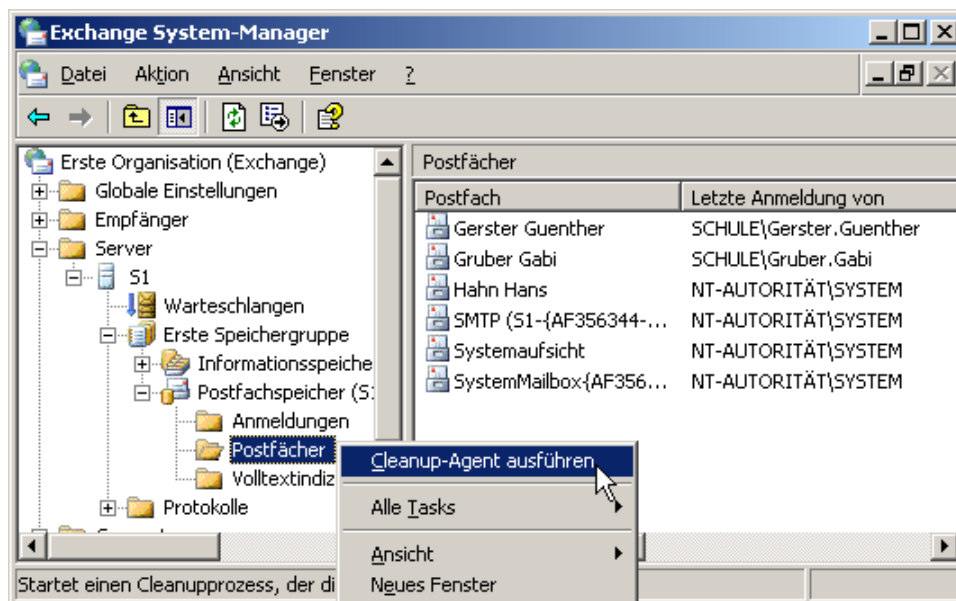 Exchange System-Manager
Datei Aktion Ansicht Fenster ?
Erste Organisation (Exchange)
Globale Einstellungen
Empfänger
Server
S1
Warteschlangen
Erste Speichergruppe
Informationsspeiche
Postfachspeicher (S1
Anmeldungen
Postfächer
Volltextindiz
Protokolle
Postfächer
Postfach Letzte Anmeldung von
Gerster Guenther SCHULE\Gerster.Guenther
Gruber Gabi SCHULE\Gruber.Gabi
Hahn Hans NT-AUTORITÄT\SYSTEM
SMTP (S1-{AF356344-... NT-AUTORITÄT\SYSTEM
Systemaufsicht NT-AUTORITÄT\SYSTEM
SystemMailbox{AF356... NT-AUTORITÄT\SYSTEM
Cleanup-Agent ausführen
Alle Tasks
Ansicht
Neues Fenster
Startet einen Cleanupprozess, der di